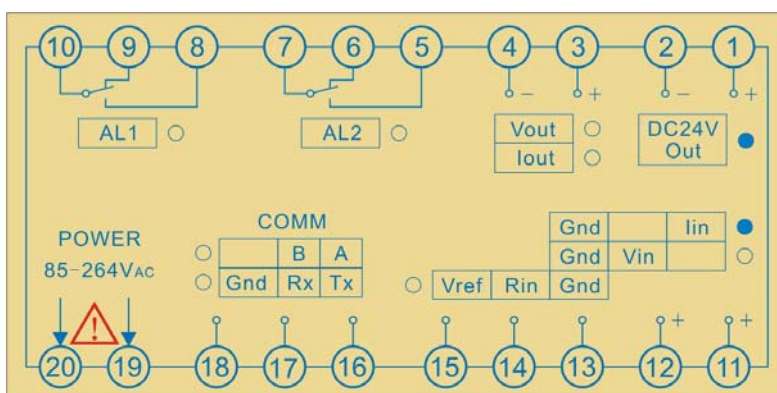 10 9 8 7 6 5 4 3 2 1
- + - +
AL1 AL2 Vout DC24V
Iout Out
COMM Gnd Iin
POWER B A Gnd Vin
85-264VAC Gnd Rx Tx Vref Rin Gnd
! + +
20 19 18 17 16 15 14 13 12 11